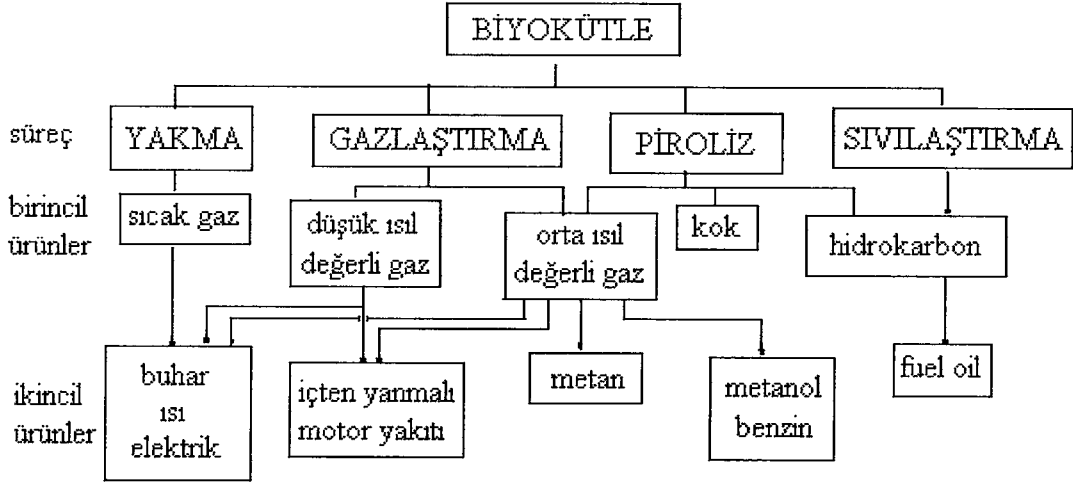 BİYOKÜTLE
süreç
YAKMA
GAZLAŞTIRMA
PİROLİZ
SIVILAŞTIRMA
birincil
ürünler
sıcak gaz
düşük ısıl
değerli gaz
orta ısıl
değerli gaz
kok
hidrokarbon
ikincil
ürünler
buhar
ısı
elektrik
içten yanmalı
motor yakıtı
metan
metanol
benzin
fuel oil